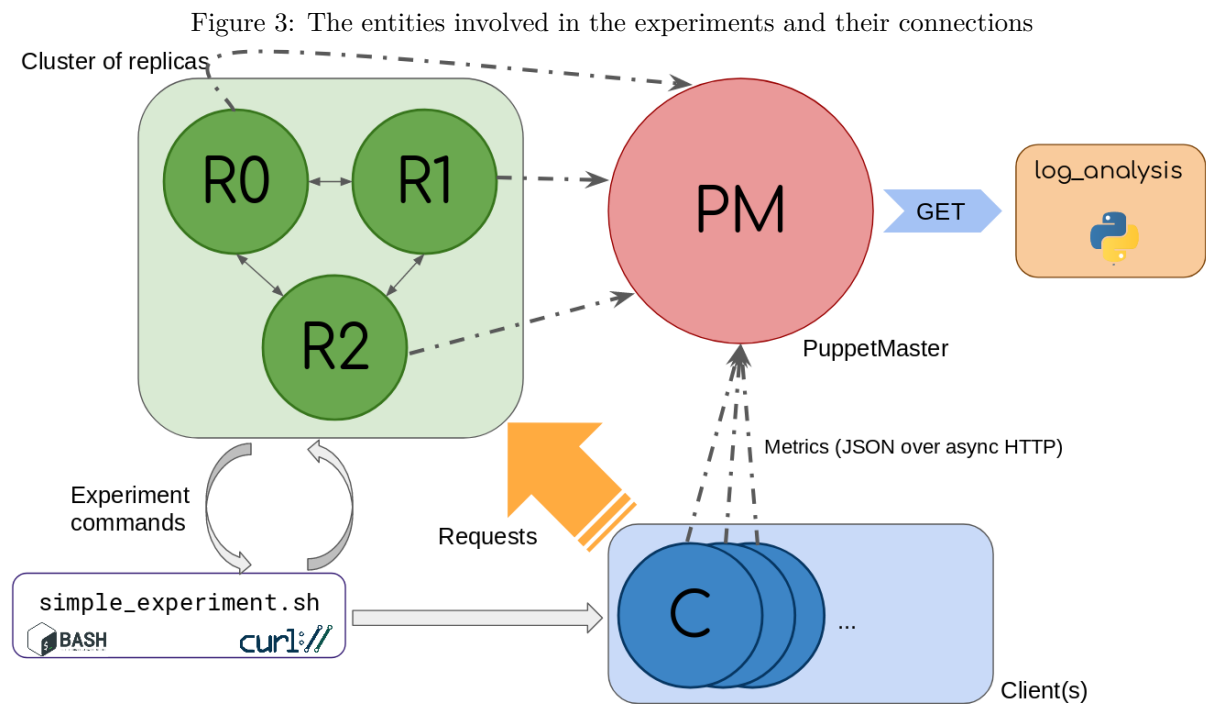 Figure 3: The entities involved in the experiments and their connections
Cluster of replicas
R0
R1
R2
PM
PuppetMaster
GET
log_analysis
Metrics (JSON over async HTTP)
Experiment
commands
Requests
simple_experiment.sh
$
BASH
curl://
C
...
Client(s)